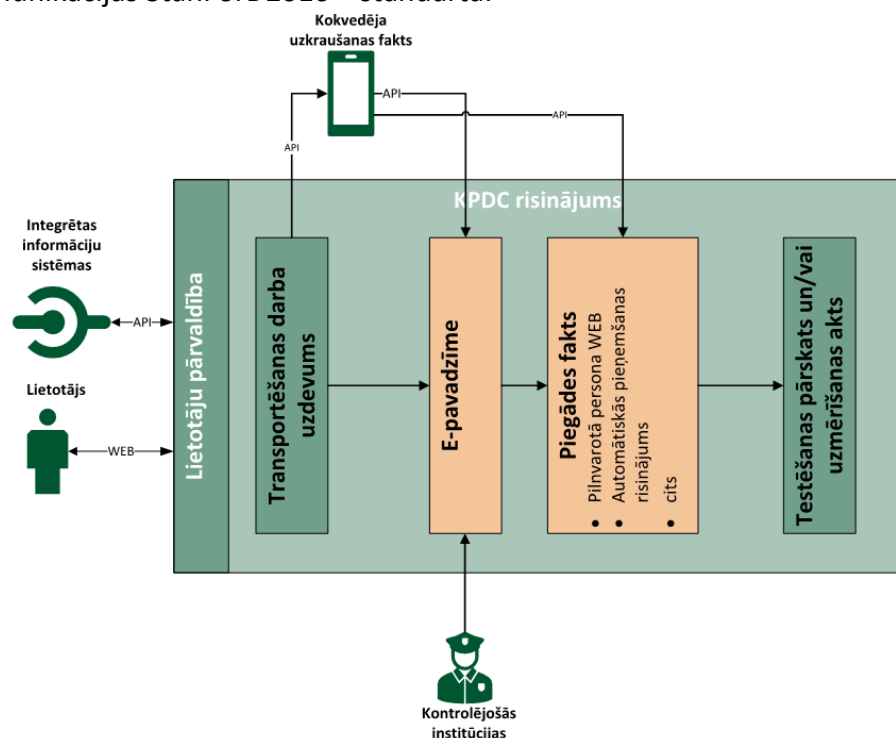 Kokvedēja
uzkraušanas fakts
API
API
API
KPDC risinājums
Integrētas
informāciju
sistēmas
API
Lietotājs
WEB
Lietotāju pārvaldība
Transportēšanas darba
uzdevums
E-pavadzīme
Piegādes fakts
• Pilnvarotā persona WEB
• Automātiskās pieņemšanas
risinājums
• cits
Testēšanas pārskats un/vai
uzmērīšanas akts
Kontrolējošās
institūcijas